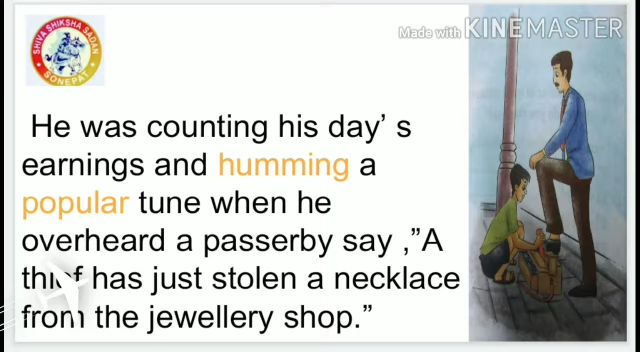 SHIVA SHIKSHA SADAN
SONEPAT
Made with KINEMASTER
He was counting his day' s
earnings and humming a
popular tune when he
overheard a passerby say ,”A
thief has just stolen a necklace
from the jewellery shop.”